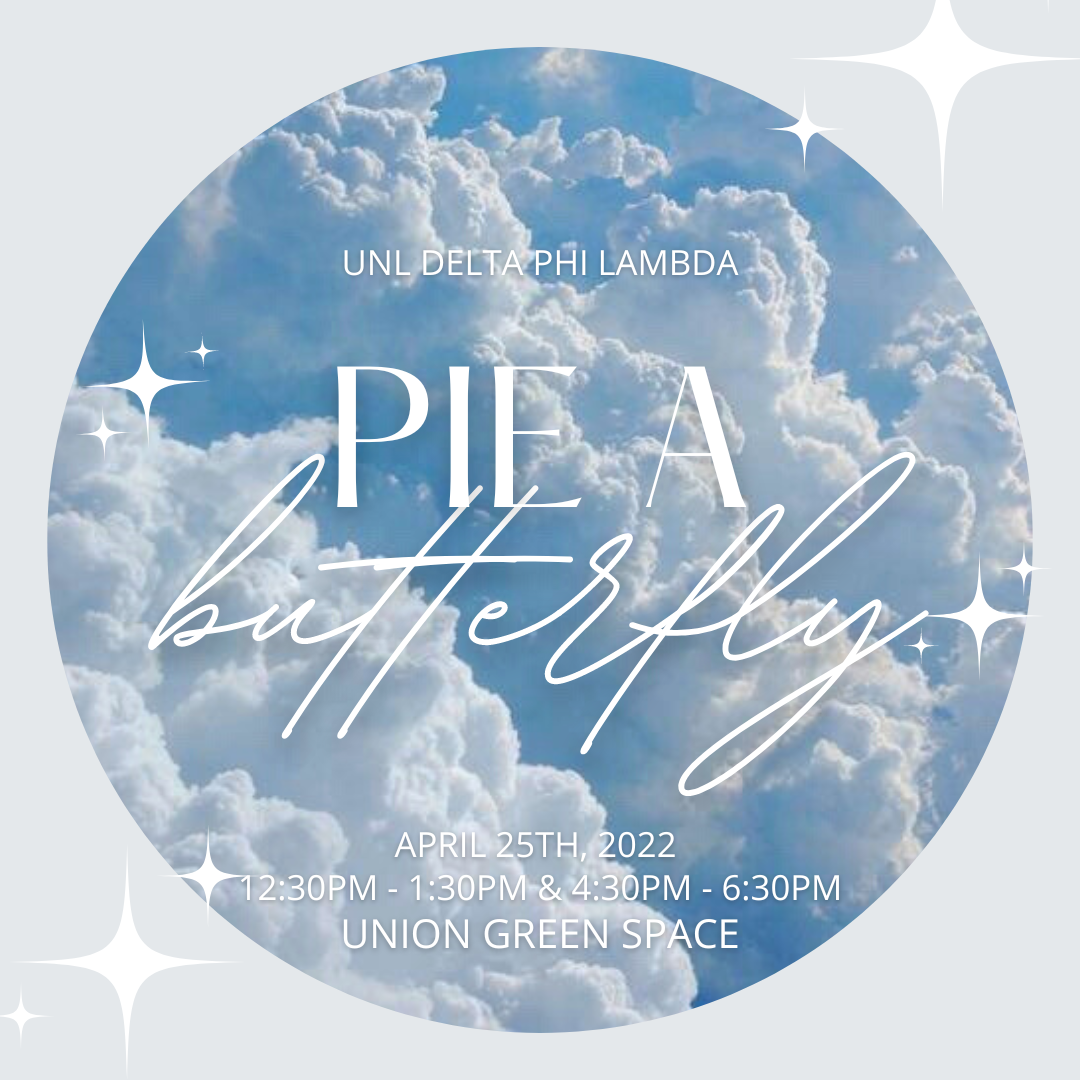 UNL DELTA PHI LAMBDA
PIE A
butterfly
APRIL 25TH, 2022
12:30PM - 1:30PM & 4:30PM - 6:30PM
UNION GREEN SPACE